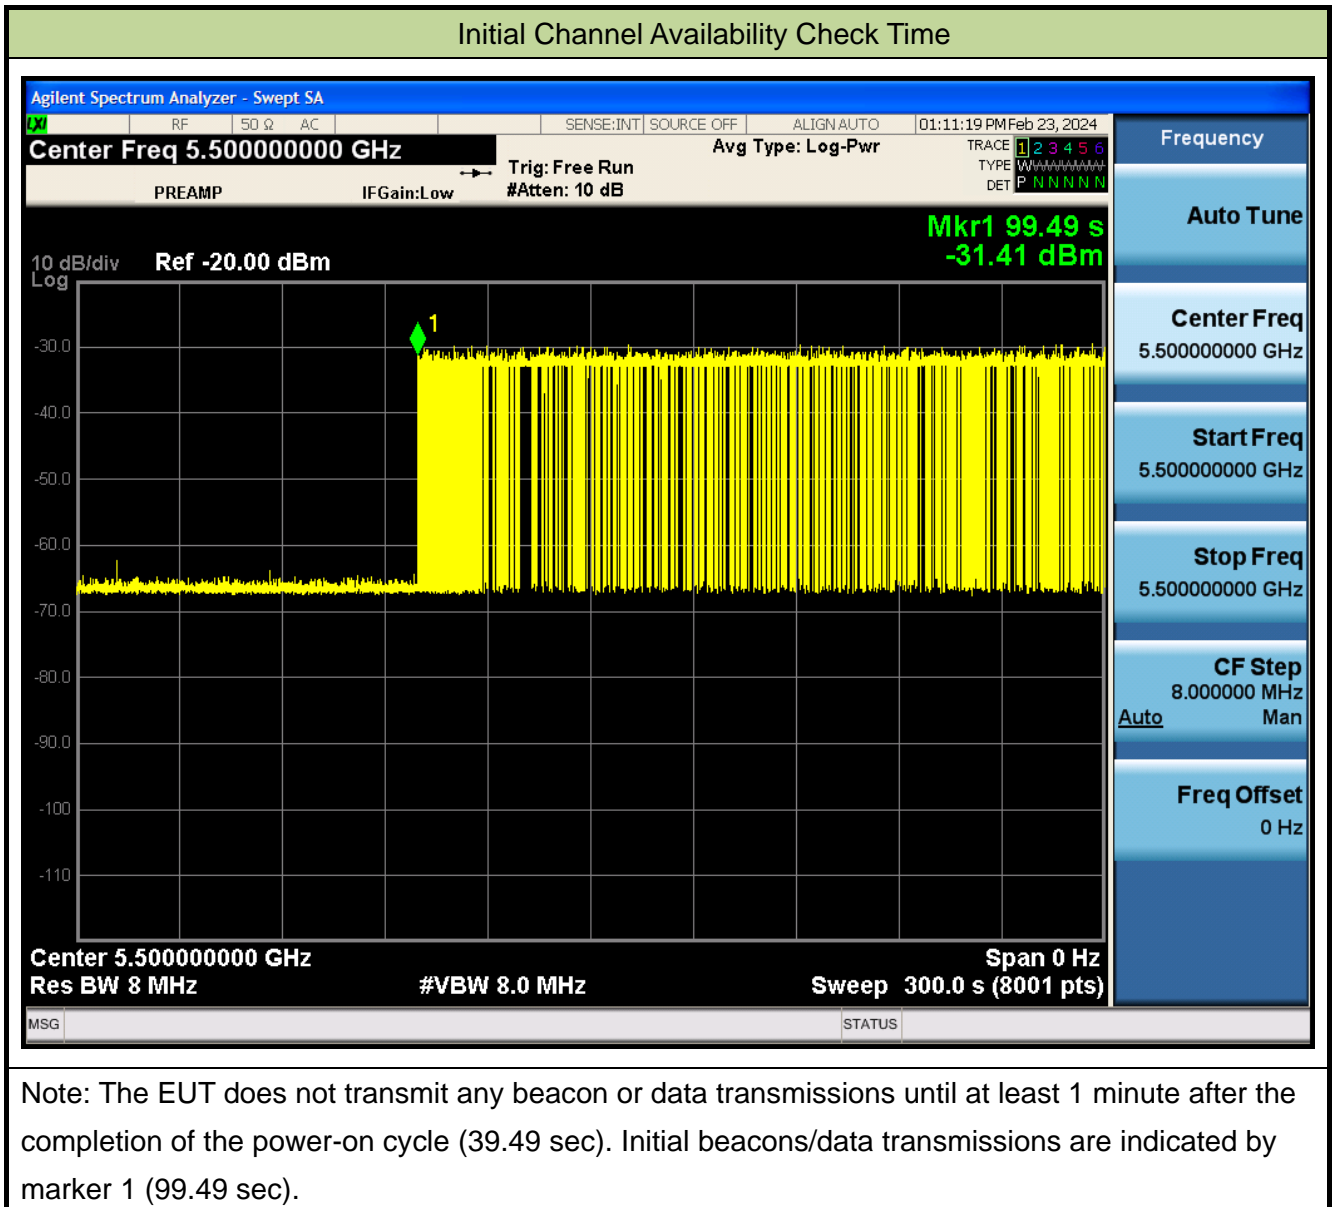 Initial Channel Availability Check Time
Agilent Spectrum Analyzer - Swept SA
LXI RF 50 Ω AC SENSE:INT SOURCE OFF ALIGN AUTO 01:11:19 PM Feb 23, 2024
Center Freq 5.500000000 GHz
Avg Type: Log-Pwr
TRACE 1 2 3 4 5 6
Trig: Free Run
TYPE WWWWWW
PREAMP IFGain:Low #Atten: 10 dB
DET P N N N N N
Mkr1 99.49 s
-31.41 dBm
10 dB/div Ref -20.00 dBm
Log
1
-30.0
-40.0
-50.0
-60.0
-70.0
-80.0
-90.0
-100
-110
Center 5.500000000 GHz Span 0 Hz
Res BW 8 MHz #VBW 8.0 MHz Sweep 300.0 s (8001 pts)
MSG STATUS
Frequency
Auto Tune
Center Freq
5.500000000 GHz
Start Freq
5.500000000 GHz
Stop Freq
5.500000000 GHz
CF Step
8.000000 MHz
Auto Man
Freq Offset
0 Hz
Note: The EUT does not transmit any beacon or data transmissions until at least 1 minute after the
completion of the power-on cycle (39.49 sec). Initial beacons/data transmissions are indicated by
marker 1 (99.49 sec).